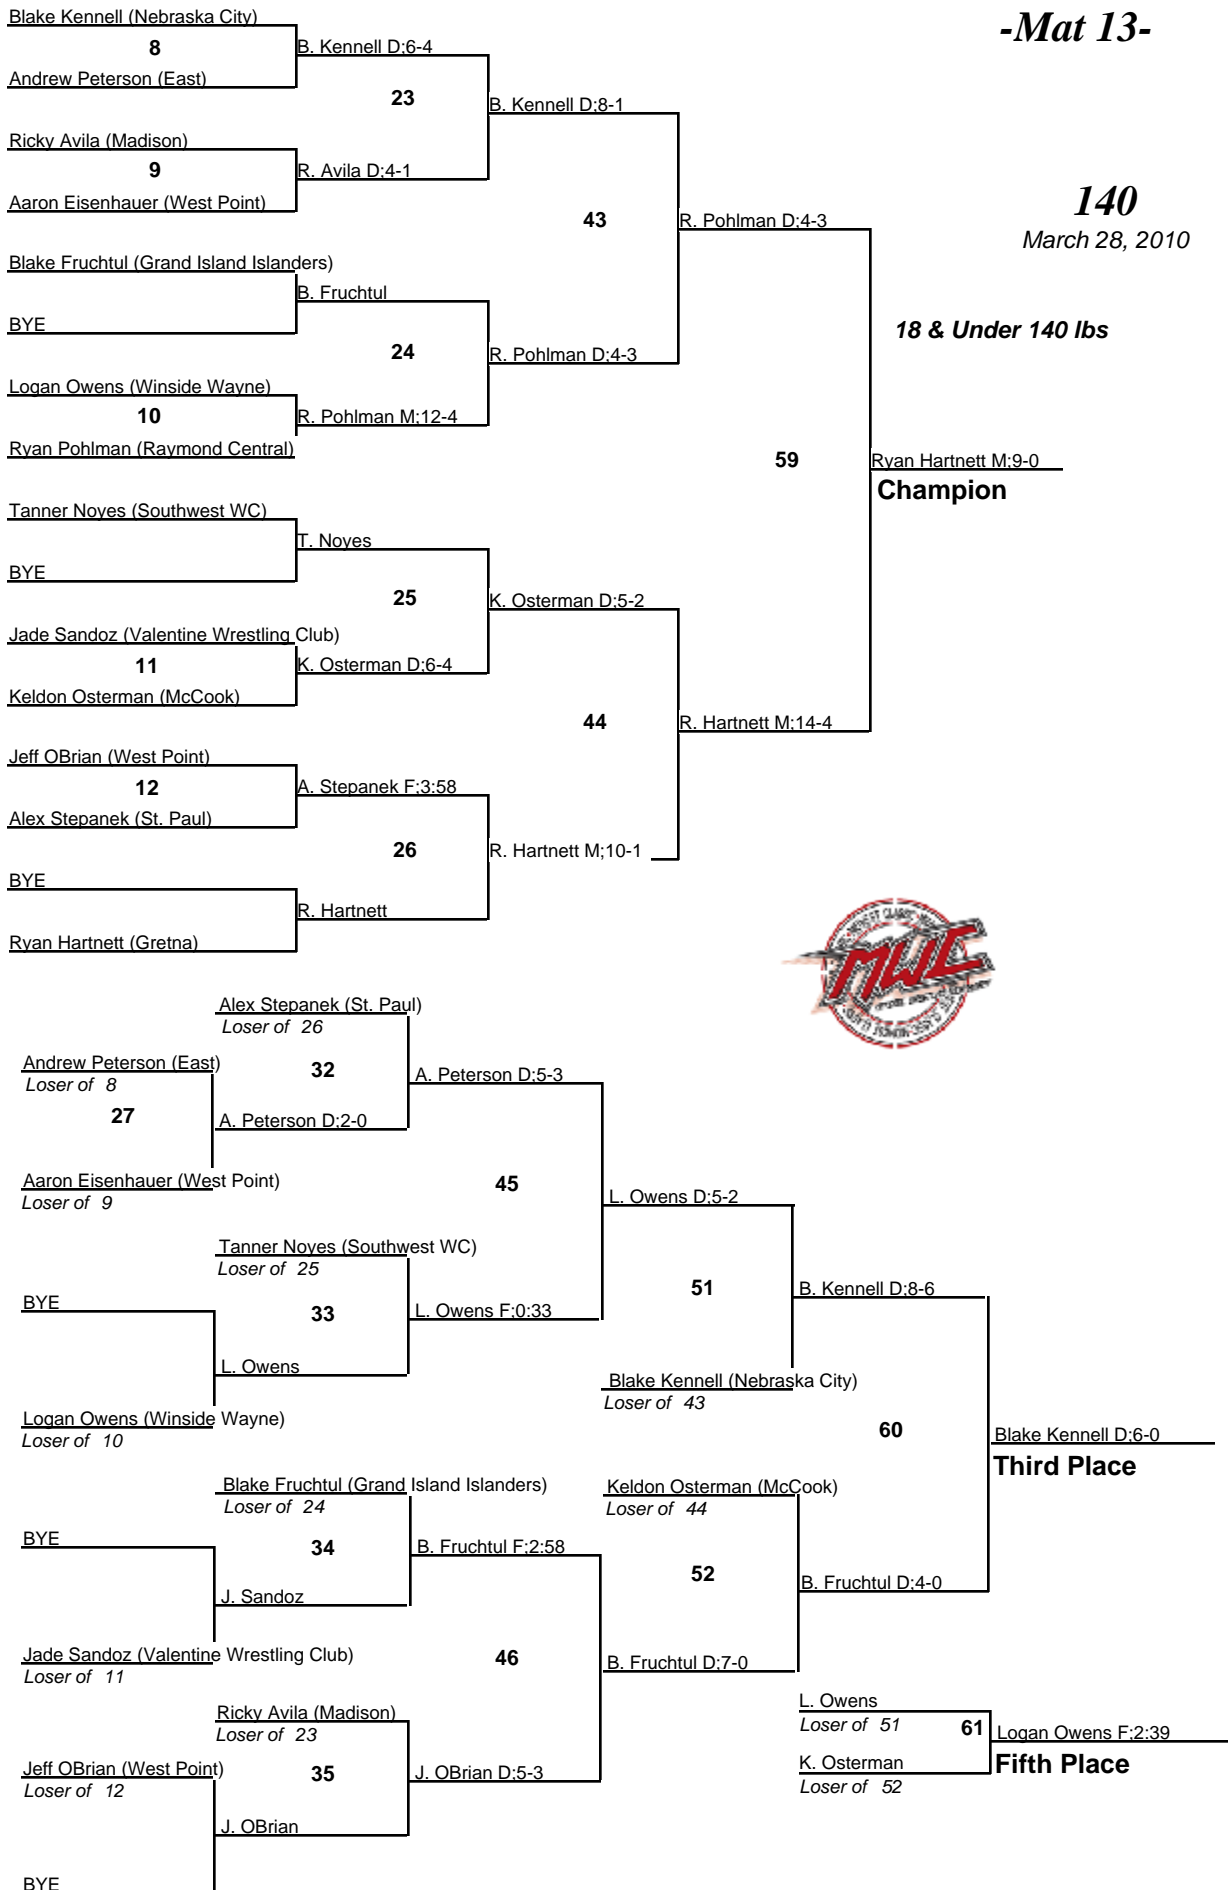 -Mat 13-
140
March 28, 2010
18 & Under 140 lbs
Blake Kennell (Nebraska City)
8
B. Kennell D;6-4
Andrew Peterson (East)
23
B. Kennell D;8-1
Ricky Avila (Madison)
9
R. Avila D;4-1
Aaron Eisenhauer (West Point)
43
R. Pohlman D;4-3
Blake Fruchtul (Grand Island Islanders)
B. Fruchtul
BYE
24
R. Pohlman D;4-3
Logan Owens (Winside Wayne)
10
R. Pohlman M;12-4
Ryan Pohlman (Raymond Central)
59
Ryan Hartnett M;9-0
Champion
Tanner Noyes (Southwest WC)
T. Noyes
BYE
25
K. Osterman D;5-2
Jade Sandoz (Valentine Wrestling Club)
11
K. Osterman D;6-4
Keldon Osterman (McCook)
44
R. Hartnett M;14-4
Jeff OBrian (West Point)
12
A. Stepanek F;3:58
Alex Stepanek (St. Paul)
26
R. Hartnett M;10-1
BYE
R. Hartnett
Ryan Hartnett (Gretna)
MWC
Alex Stepanek (St. Paul)
Loser of 26
Andrew Peterson (East)
Loser of 8
32
A. Peterson D;5-3
27
A. Peterson D;2-0
Aaron Eisenhauer (West Point)
Loser of 9
45
L. Owens D;5-2
Tanner Noyes (Southwest WC)
Loser of 25
BYE
33
L. Owens F;0:33
51
B. Kennell D;8-6
L. Owens
Blake Kennell (Nebraska City)
Loser of 43
Logan Owens (Winside Wayne)
Loser of 10
60
Blake Kennell D;6-0
Third Place
Blake Fruchtul (Grand Island Islanders)
Loser of 24
Keldon Osterman (McCook)
Loser of 44
BYE
34
B. Fruchtul F;2:58
52
B. Fruchtul D;4-0
J. Sandoz
Jade Sandoz (Valentine Wrestling Club)
Loser of 11
46
B. Fruchtul D;7-0
Ricky Avila (Madison)
Loser of 23
L. Owens
Loser of 51
61
Logan Owens F;2:39
Fifth Place
K. Osterman
Loser of 52
Jeff OBrian (West Point)
Loser of 12
35
J. OBrian D;5-3
J. OBrian
BYE